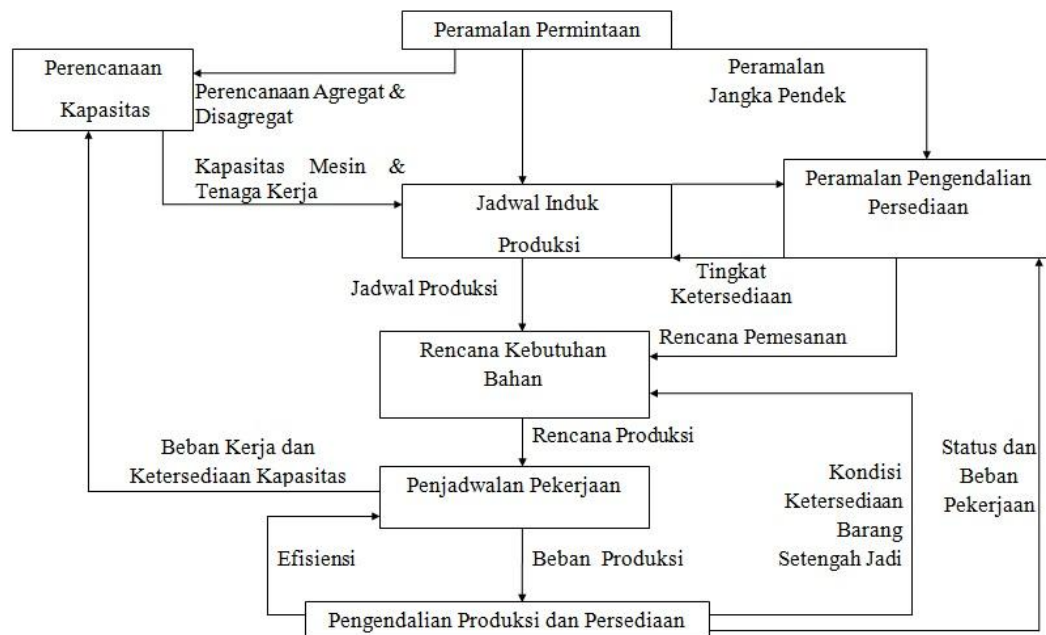 Peramalan Permintaan
Perencanaan
Kapasitas
Peramalan
Jangka Pendek
Perencanaan Agregat &
Disagregat
Kapasitas Mesin &
Tenaga Kerja
Jadwal Induk
Produksi
Peramalan Pengendalian
Persediaan
Tingkat
Ketersediaan
Jadwal Produksi
Rencana Pemesanan
Rencana Kebutuhan
Bahan
Rencana Produksi
Beban Kerja dan
Ketersediaan Kapasitas
Penjadwalan Pekerjaan
Kondisi
Ketersediaan
Barang
Setengah Jadi
Status dan
Beban
Pekerjaan
Efisiensi
Beban Produksi
Pengendalian Produksi dan Persediaan